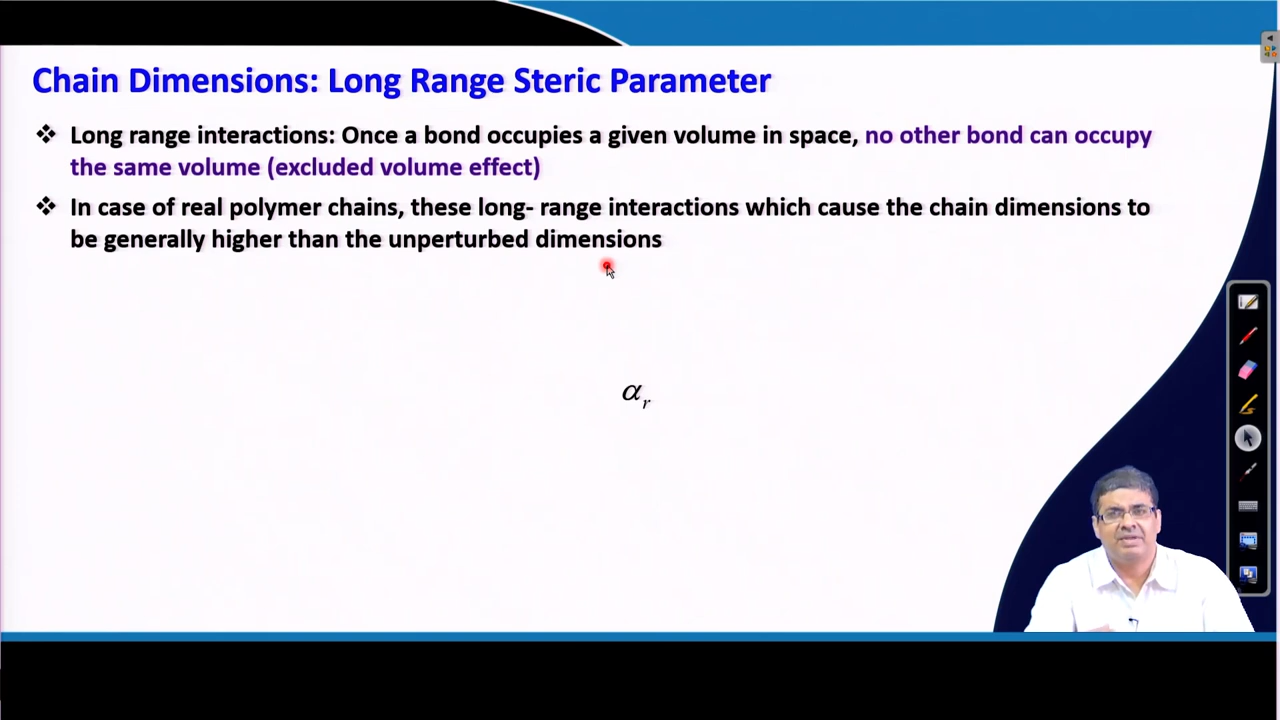 Chain Dimensions: Long Range Steric Parameter
❖ Long range interactions: Once a bond occupies a given volume in space, no other bond can occupy
the same volume (excluded volume effect)
❖ In case of real polymer chains, these long- range interactions which cause the chain dimensions to
be generally higher than the unperturbed dimensions
αᵣ